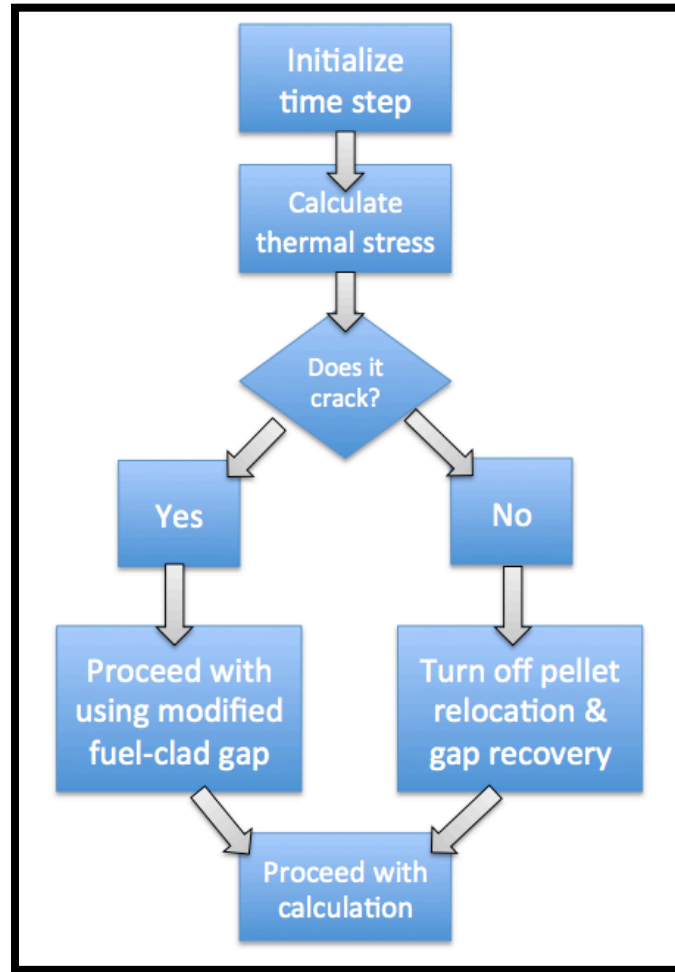 Initialize
time step
Calculate
thermal stress
Does it
crack?
Yes
No
Proceed with
using modified
fuel-clad gap
Turn off pellet
relocation &
gap recovery
Proceed with
calculation